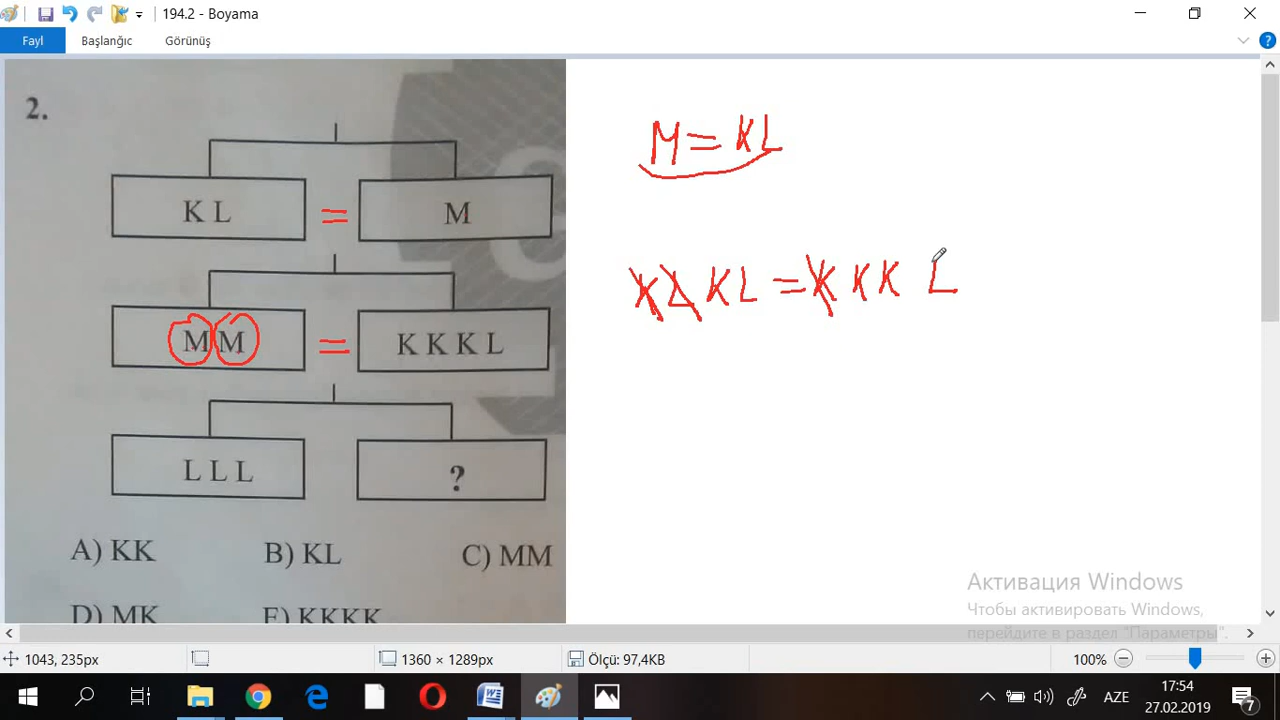 194.2 - Boyama
Fayl
Başlanğıc
Görünüş
2.
K L
=
M
M M
=
K K K L
L L L
?
A) KK
B) KL
C) MM
D) MK
E) KKKK
M = KL
K L K L = K K K L
Активация Windows
Чтобы активировать Windows,
перейдите в раздел "Параметры".
1043, 235px
1360 × 1289px
Ölçü: 97,4KB
100%
AZE
17:54
27.02.2019
7